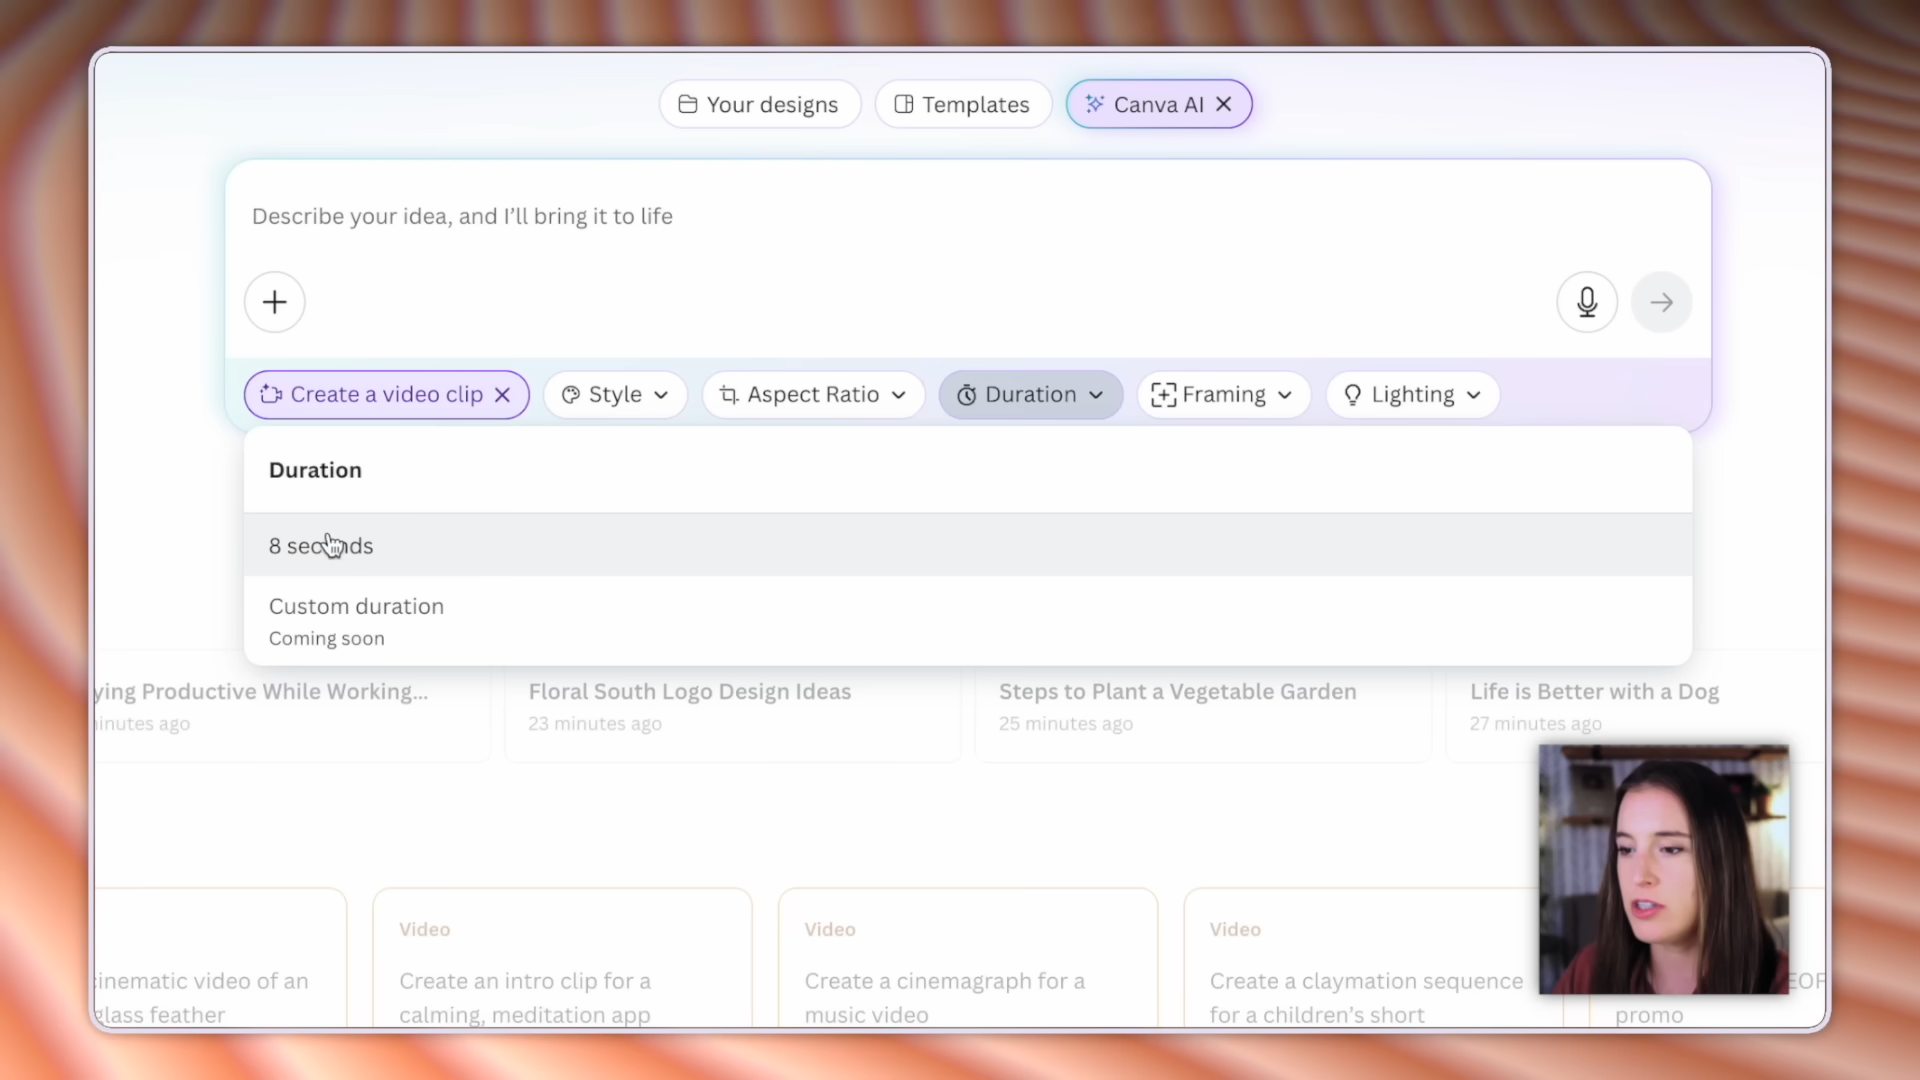 Your designs
Templates
Canva AI
Describe your idea, and I'll bring it to life
Create a video clip
Style
Aspect Ratio
Duration
Framing
Lighting
Duration
8 seconds
Custom duration
Coming soon
ying Productive While Working...
inutes ago
Floral South Logo Design Ideas
23 minutes ago
Steps to Plant a Vegetable Garden
25 minutes ago
Life is Better with a Dog
27 minutes ago
cinematic video of an
glass feather
Video
Create an intro clip for a
calming, meditation app
Video
Create a cinemagraph for a
music video
Video
Create a claymation sequence
for a children's short
promo